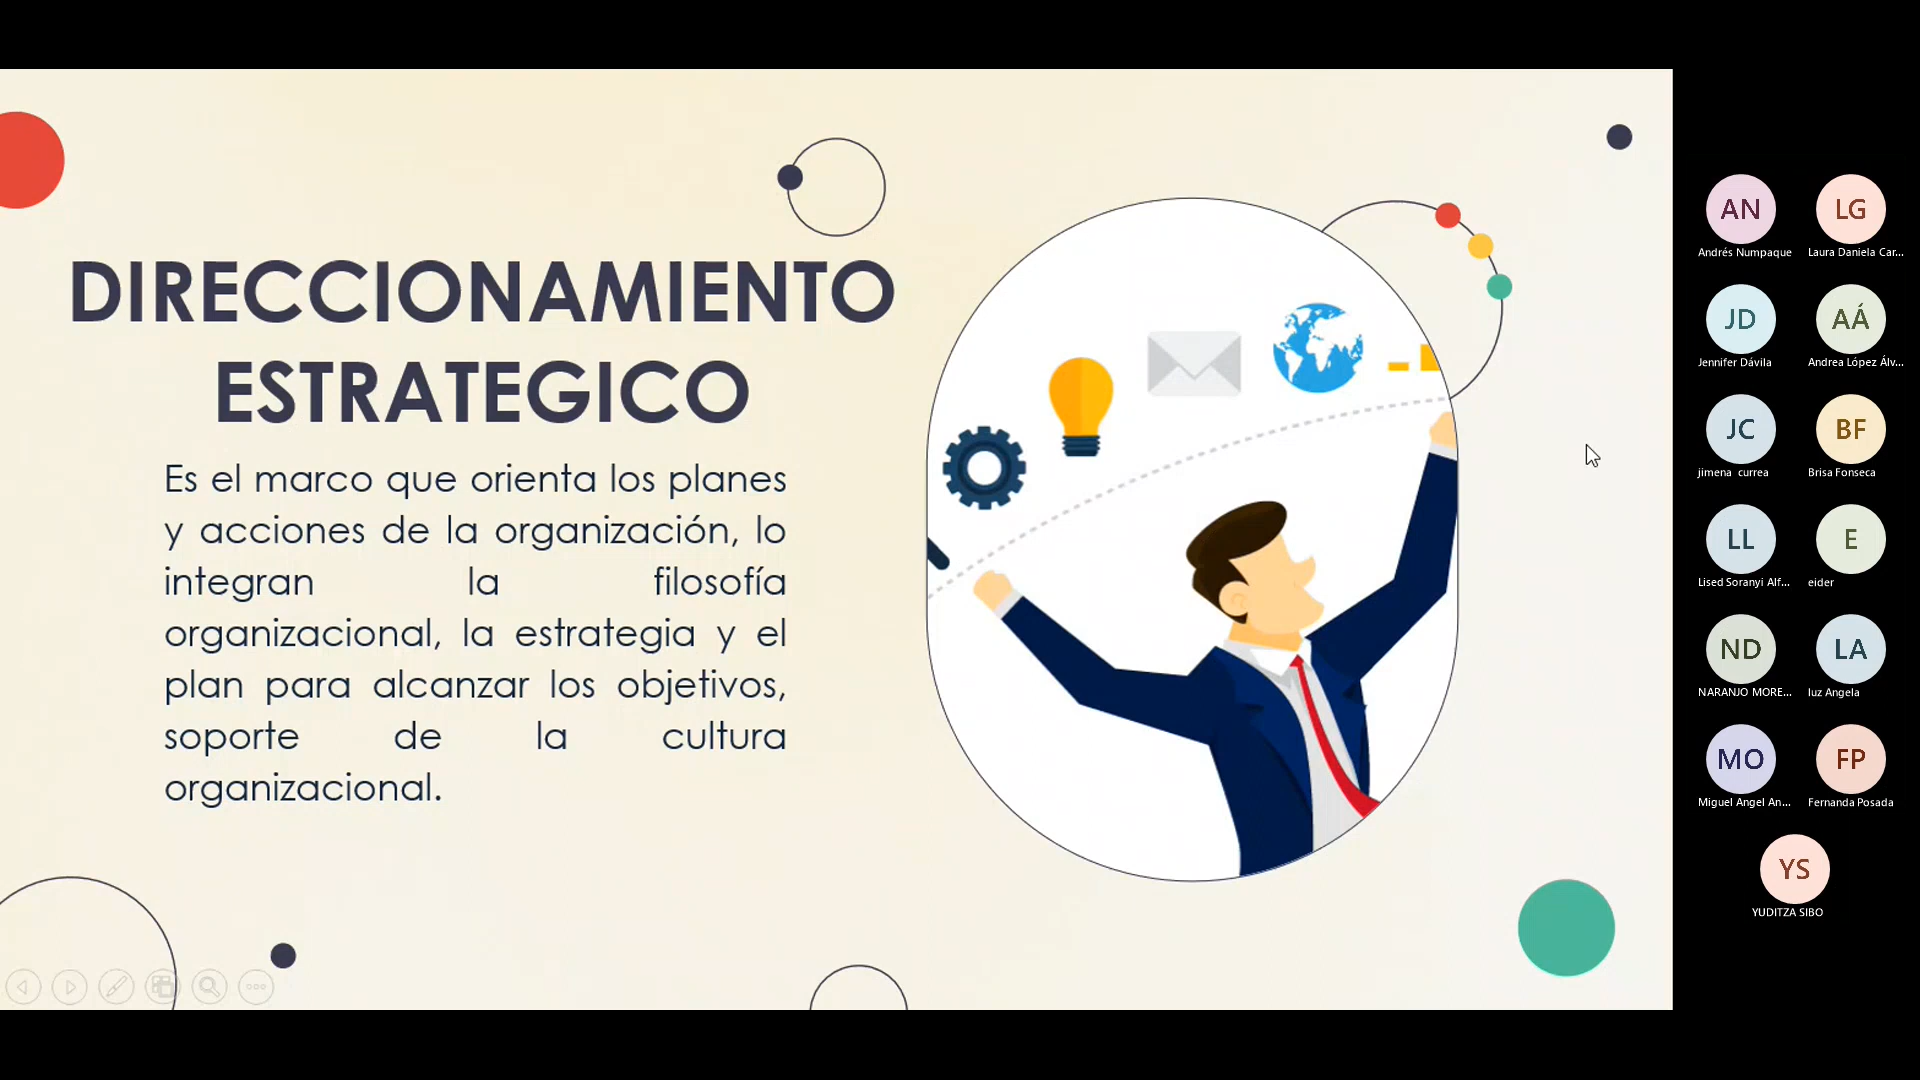 DIRECCIONAMIENTO
ESTRATEGICO
Es el marco que orienta los planes
y acciones de la organización, lo
integran la filosofía
organizacional, la estrategia y el
plan para alcanzar los objetivos,
soporte de la cultura
organizacional.
AN
Andrés Numpaque
LG
Laura Daniela Car...
JD
Jennifer Dávila
AÁ
Andrea López Álv...
JC
jimena currea
BF
Brisa Fonseca
LL
Lised Soranyi Alf...
E
eider
ND
NARANJO MORE...
LA
luz Angela
MO
Miguel Angel An...
FP
Fernanda Posada
YS
YUDITZA SIBO